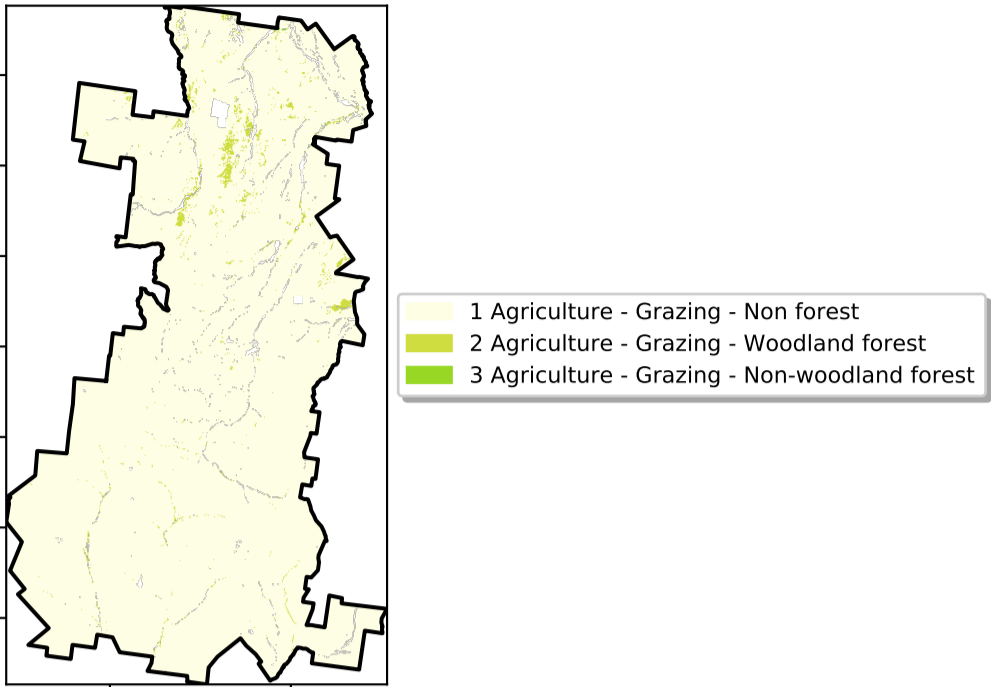 1 Agriculture - Grazing - Non forest
2 Agriculture - Grazing - Woodland forest
3 Agriculture - Grazing - Non-woodland forest